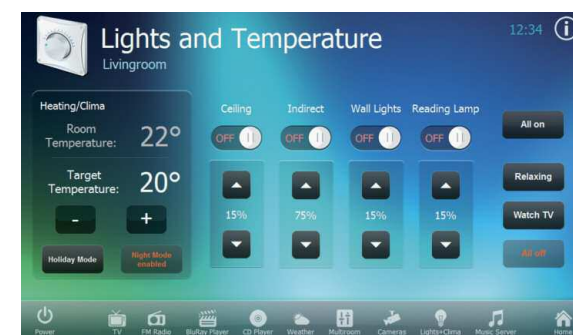 Lights and Temperature
12:34
i
Livingroom
Heating/Clima
Room
Temperature:
22°
Target
Temperature:
20°
-
+
Holiday Mode
Night Mode
enabled
Ceiling
Indirect
Wall Lights
Reading Lamp
OFF
OFF
OFF
OFF
15%
75%
15%
15%
All on
Relaxing
Watch TV
All off
Power
TV
FM Radio
BluRay Player
CD Player
Weather
Multiroom
Cameras
Lights+Clima
Music Server
Home